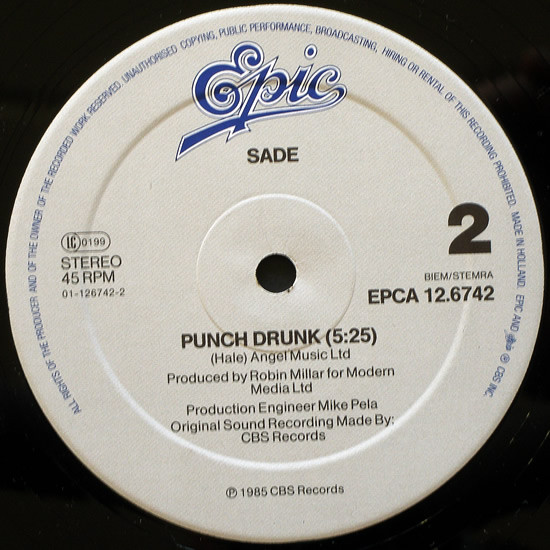 ALL RIGHTS OF THE PRODUCER AND OF THE OWNER OF THE RECORDED WORK RESERVED. UNAUTHORISED COPYING, PUBLIC PERFORMANCE, BROADCASTING, HIRING OR RENTAL OF THIS RECORDING PROHIBITED. MADE IN HOLLAND. EPIC AND ® CBS INC.
Epic
SADE
2
LC 0199
STEREO
45 RPM
01-126742-2
BIEM/STEMRA
EPCA 12.6742
PUNCH DRUNK (5:25)
(Hale) Angel Music Ltd
Produced by Robin Millar for Modern
Media Ltd
Production Engineer Mike Pela
Original Sound Recording Made By:
CBS Records
℗ 1985 CBS Records